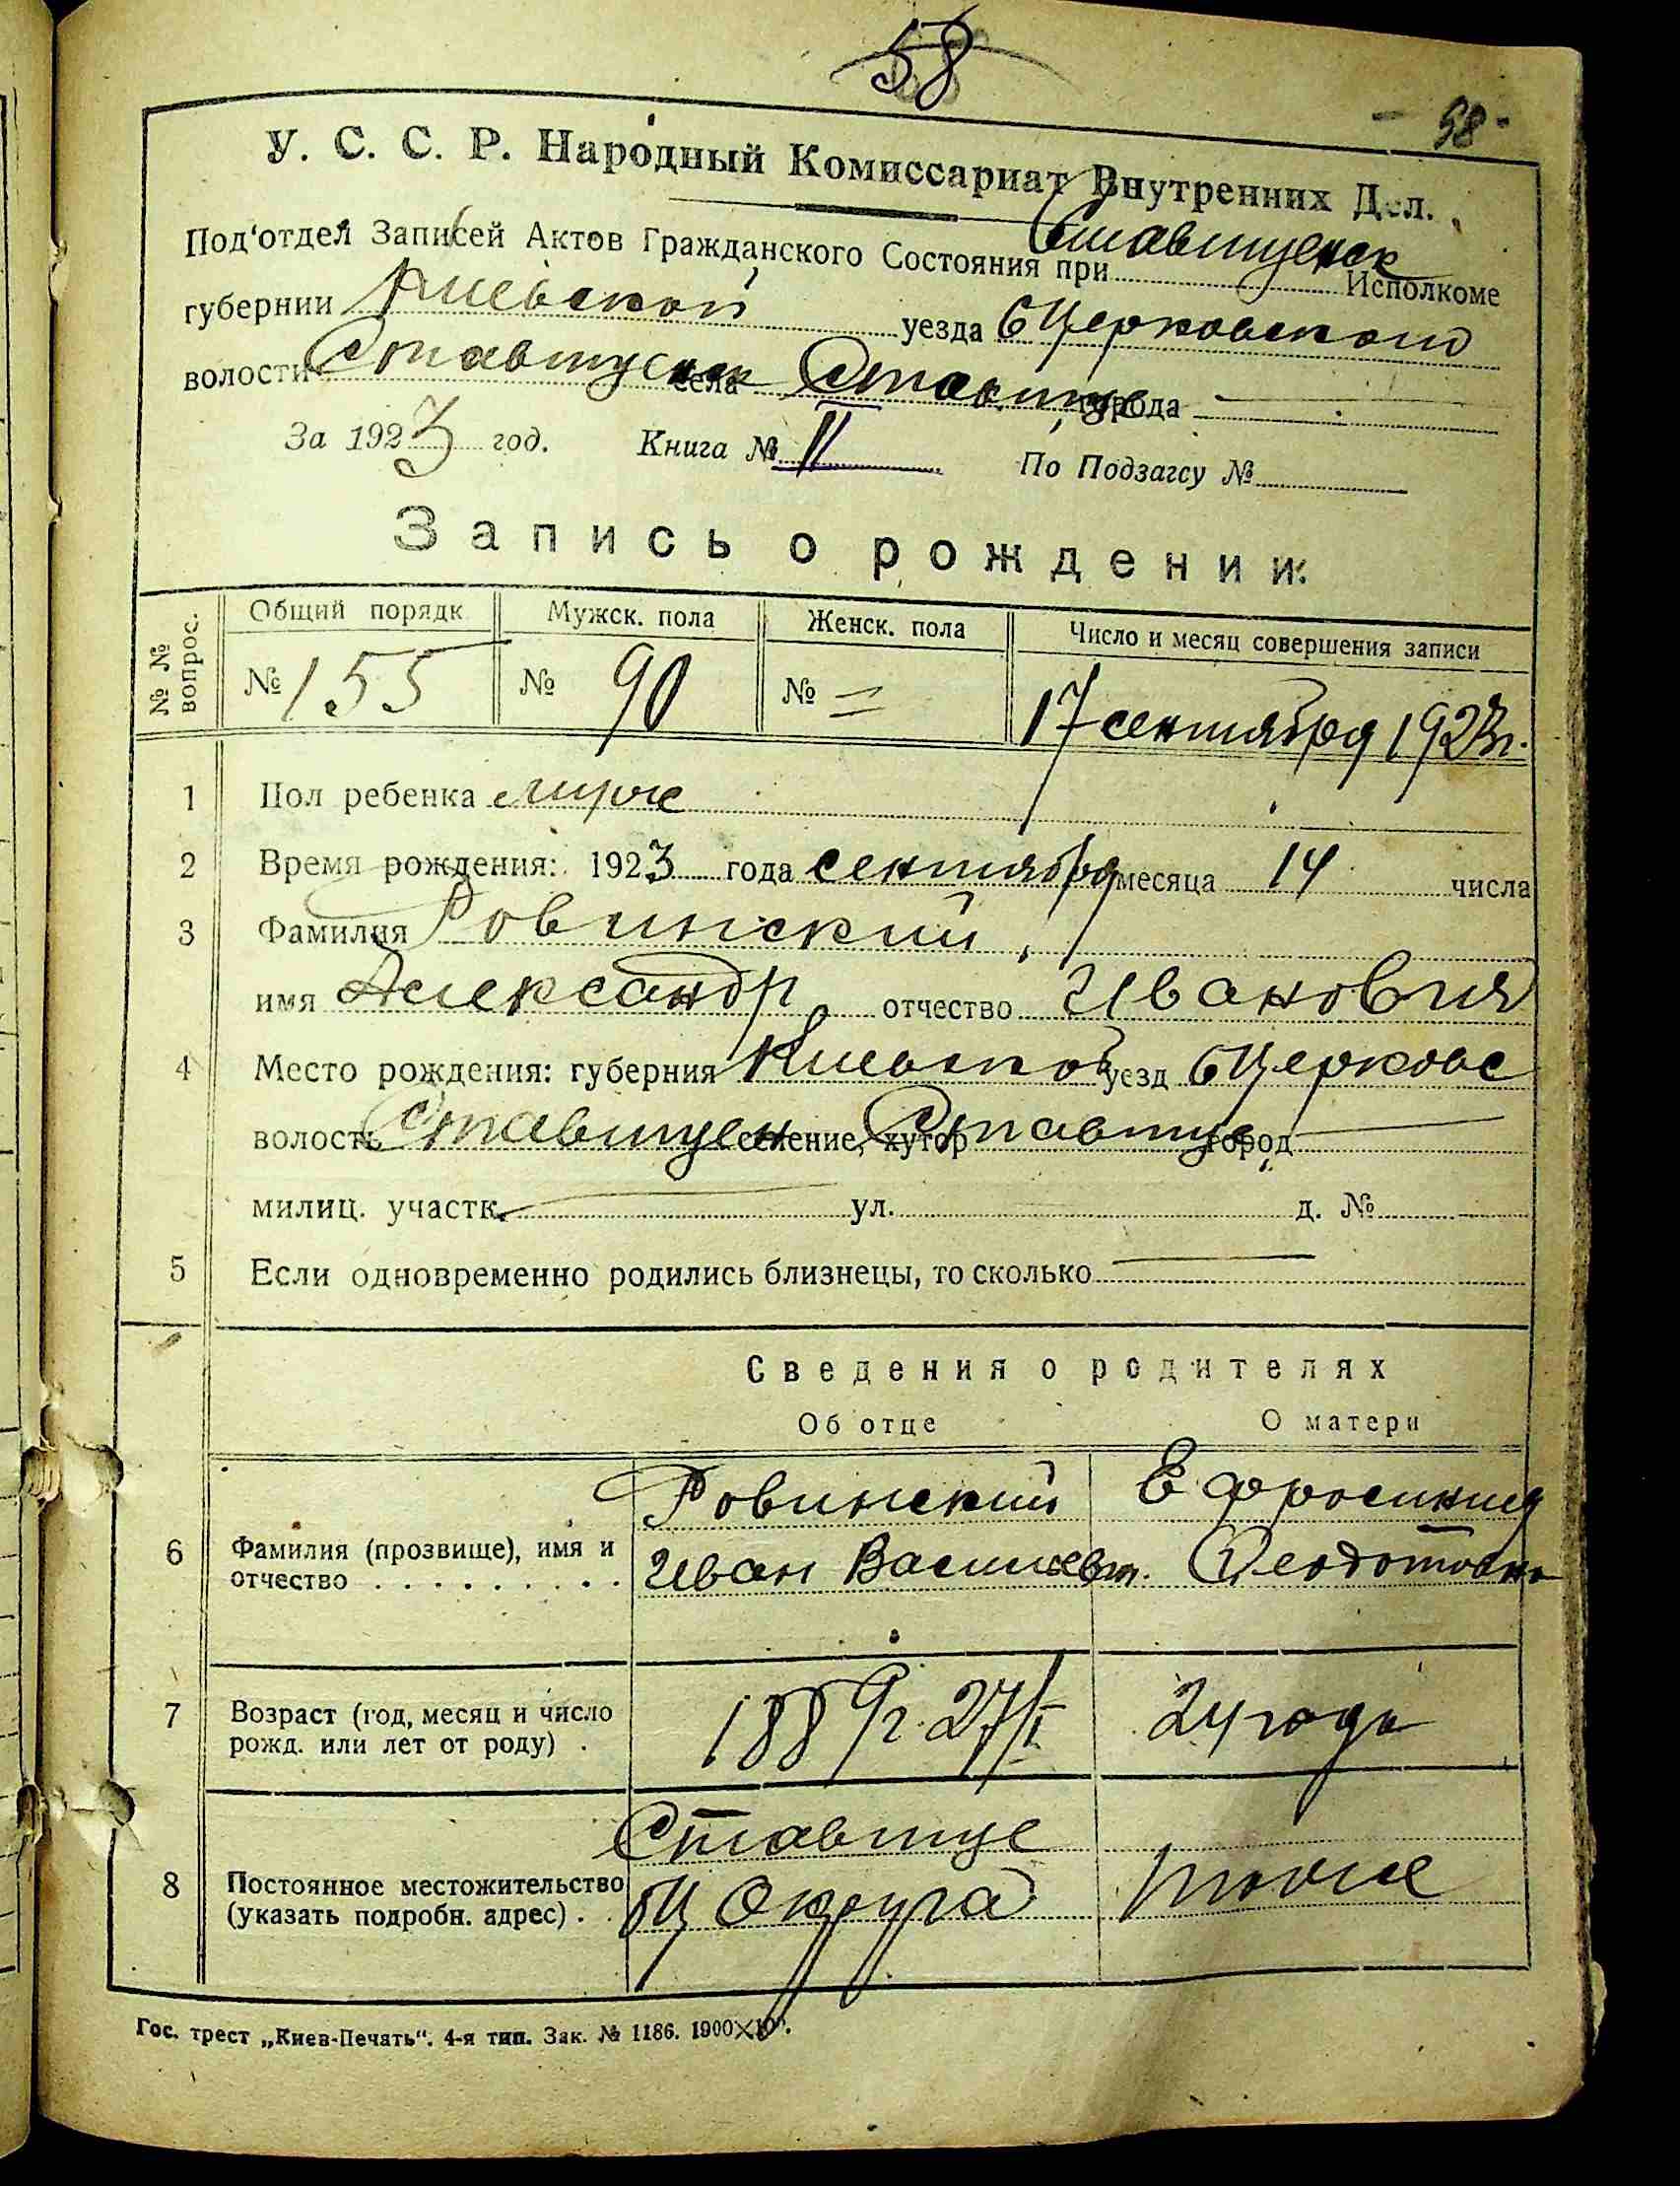 58
- 58 -
У. С. С. Р. Народный Комиссариат Внутренних Дел.
Под'отдел Записей Актов Гражданского Состояния при Ставищенск Исполкоме
губернии Киевской уезда БЦерковского
волости Ставищенск села Ставище города —
За 1923 год. Книга № II По Подзагсу №
Запись о рождении.
№ № вопрос. Общий порядк. Мужск. пола Женск. пола Число и месяц совершения записи
№ 155 № 90 № = 17 сентября 1923 г.
1 Пол ребенка муж
2 Время рождения: 1923 года сентября месяца 14 числа
3 Фамилия Ровинский
имя Александр отчество Иванович
4 Место рождения: губерния Киевской уезд БЦерковс
волость Ставищен селение, хутор Ставище город —
милиц. участк. — ул. д. №
5 Если одновременно родились близнецы, то сколько —
Сведения о родителях
Об отце О матери
Ровинский Ефросиния
6 Фамилия (прозвище), имя и отчество . . . . . . . . . . Иван Васильев. Феодотовна
7 Возраст (год, месяц и число рожд. или лет от роду) . 1889 г. 27/I 24 года
Ставище
8 Постоянное местожительство (указать подробн. адрес) . . БЦ Округа тоже
Гос. трест „Киев-Печать“. 4-я тип. Зак. № 1186. 1900×100.